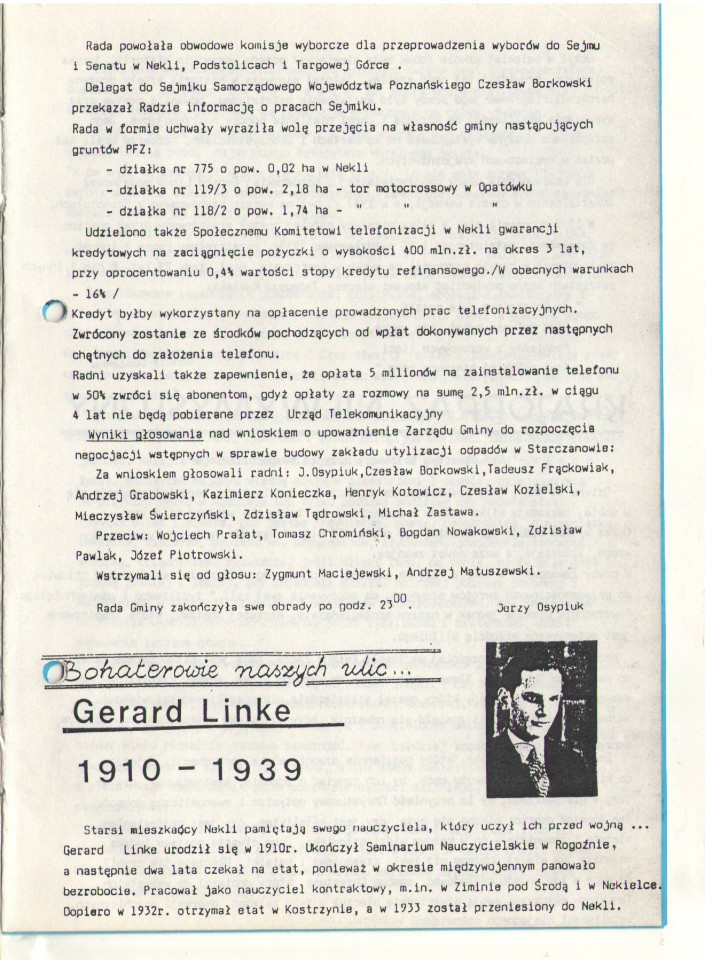 Rada powołała obwodowe komisje wyborcze dla przeprowadzenia wyborów do Sejmu
i Senatu w Nekli, Podstolicach i Targowej Górce .
Delegat do Sejmiku Samorządowego Województwa Poznańskiego Czesław Borkowski
przekazał Radzie informację o pracach Sejmiku.
Rada w formie uchwały wyraziła wolę przejęcia na własność gminy następujących
gruntów PFZ:
- działka nr 775 o pow. 0,02 ha w Nekli
- działka nr 119/3 o pow. 2,18 ha - tor motocrossowy w Opatówku
- działka nr 118/2 o pow. 1,74 ha - " " "
Udzielono także Społecznemu Komitetowi telefonizacji w Nekli gwarancji
kredytowych na zaciągnięcie pożyczki o wysokości 400 mln.zł. na okres 3 lat,
przy oprocentowaniu 0,4% wartości stopy kredytu refinansowego./W obecnych warunkach
- 16% /
Kredyt byłby wykorzystany na opłacenie prowadzonych prac telefonizacyjnych.
Zwrócony zostanie ze środków pochodzących od wpłat dokonywanych przez następnych
chętnych do założenia telefonu.
Radni uzyskali także zapewnienie, że opłata 5 milionów na zainstalowanie telefonu
w 50% zwróci się abonentom, gdyż opłaty za rozmowy na sumę 2,5 mln.zł. w ciągu
4 lat nie będą pobierane przez Urząd Telekomunikacyjny
Wyniki głosowania nad wnioskiem o upoważnienie Zarządu Gminy do rozpoczęcia
negocjacji wstępnych w sprawie budowy zakładu utylizacji odpadów w Starczanowie:
Za wnioskiem głosowali radni: J.Osypiuk,Czesław Borkowski,Tadeusz Frąckowiak,
Andrzej Grabowski, Kazimierz Konieczka, Henryk Kotowicz, Czesław Kozielski,
Mieczysław Świerczyński, Zdzisław Tądrowski, Michał Zastawa.
Przeciw: Wojciech Prałat, Tomasz Chromiński, Bogdan Nowakowski, Zdzisław
Pawlak, Józef Piotrowski.
Wstrzymali się od głosu: Zygmunt Maciejewski, Andrzej Matuszewski.
Rada Gminy zakończyła swe obrady po godz. 23⁰⁰. Jerzy Osypiuk
Bohaterowie naszych ulic...
Gerard Linke
1910 - 1939
Starsi mieszkańcy Nekli pamiętają swego nauczyciela, który uczył ich przed wojną ...
Gerard Linke urodził się w 1910r. Ukończył Seminarium Nauczycielskie w Rogoźnie,
a następnie dwa lata czekał na etat, ponieważ w okresie międzywojennym panowało
bezrobocie. Pracował jako nauczyciel kontraktowy, m.in. w Ziminie pod Środą i w Nekielce.
Dopiero w 1932r. otrzymał etat w Kostrzynie, a w 1933 został przeniesiony do Nekli.